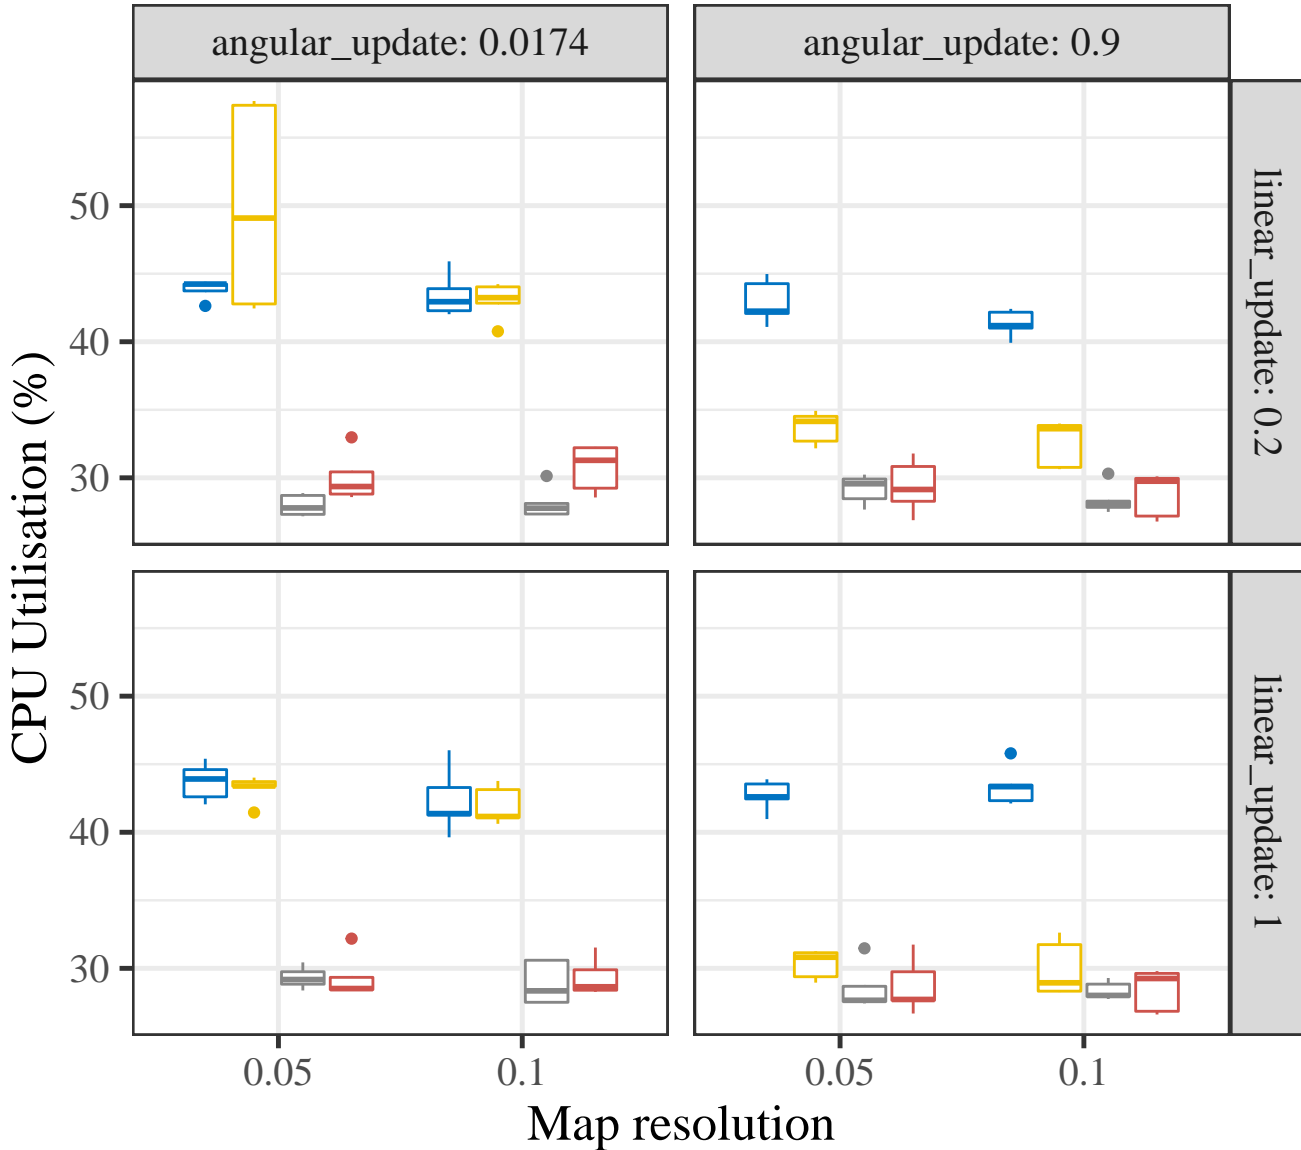 angular_update: 0.0174
angular_update: 0.9
linear_update: 0.2
linear_update: 1
CPU Utilisation (%)
50
40
30
50
40
30
0.05
0.1
0.05
0.1
Map resolution